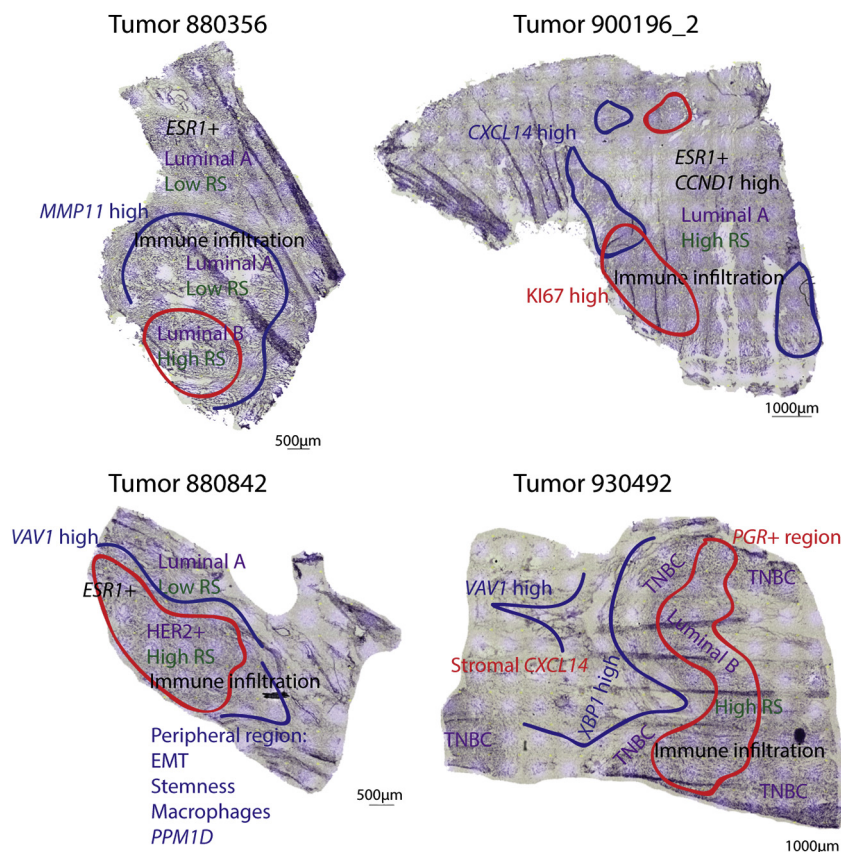 Tumor 880356
ESR1+
Luminal A
Low RS
MMP11 high
Immune infiltration
Luminal A
Low RS
Luminal B
High RS
500µm
Tumor 900196_2
CXCL14 high
ESR1+
CCND1 high
Luminal A
High RS
Immune infiltration
KI67 high
1000µm
Tumor 880842
VAV1 high
Luminal A
Low RS
ESR1+
HER2+
High RS
Immune infiltration
Peripheral region:
EMT
Stemness
Macrophages
PPM1D
500µm
Tumor 930492
PGR+ region
TNBC
TNBC
VAV1 high
Luminal B
Stromal CXCL14
XBP1 high
High RS
TNBC
TNBC
Immune infiltration
TNBC
1000µm